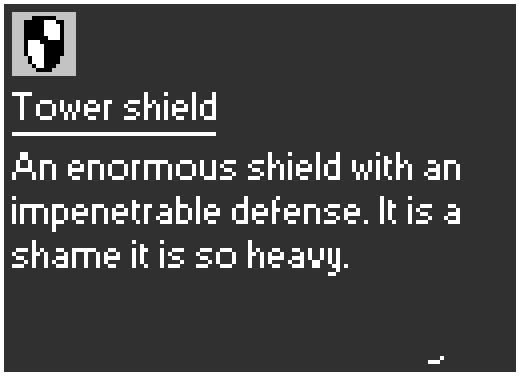 Tower shield
An enormous shield with an
impenetrable defense. It is a
shame it is so heavy.